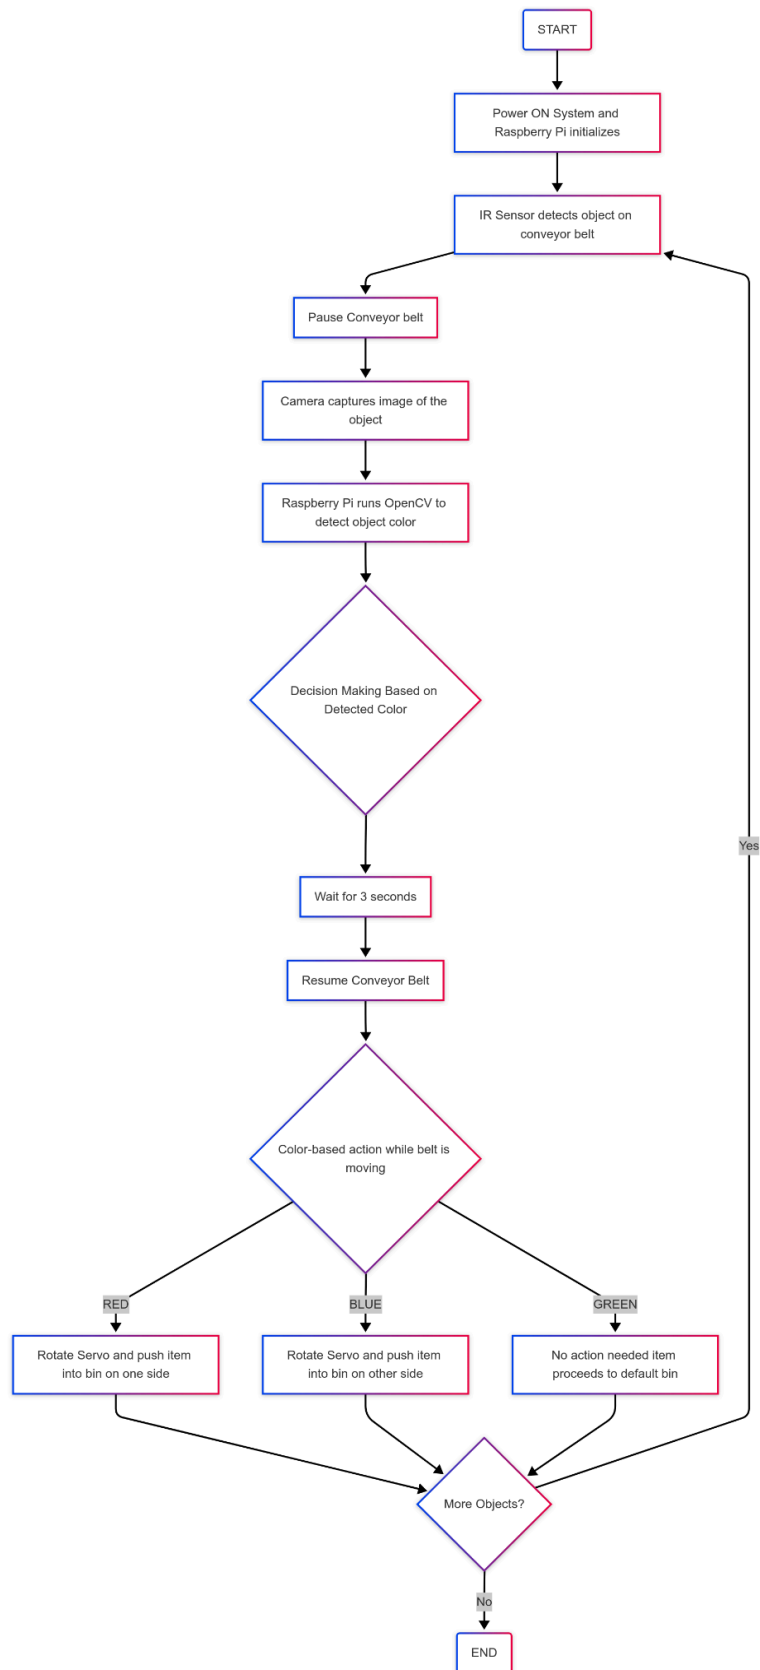 START
Power ON System and
Raspberry Pi initializes
IR Sensor detects object on
conveyor belt
Pause Conveyor belt
Camera captures image of the
object
Raspberry Pi runs OpenCV to
detect object color
Decision Making Based on
Detected Color
Yes
Wait for 3 seconds
Resume Conveyor Belt
Color-based action while belt is
moving
RED
BLUE
GREEN
Rotate Servo and push item
into bin on one side
Rotate Servo and push item
into bin on other side
No action needed item
proceeds to default bin
More Objects?
No
END